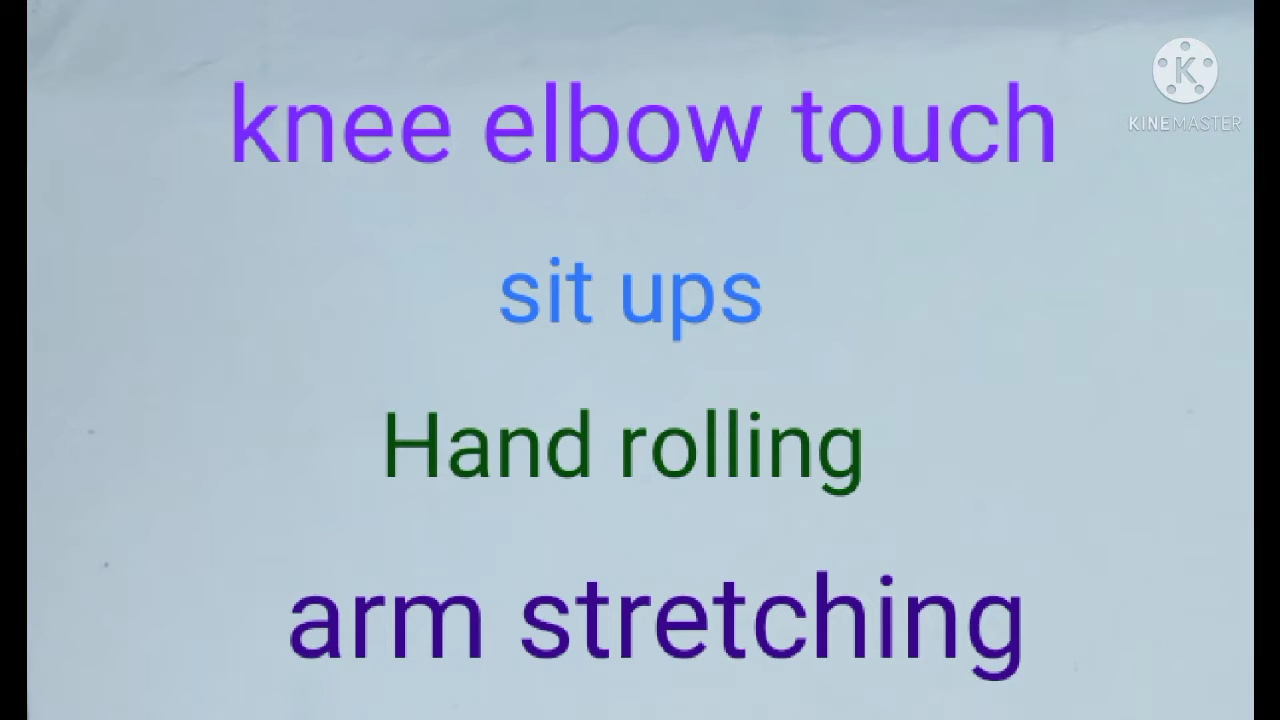 knee elbow touch
KINEMASTER
sit ups
Hand rolling
arm stretching